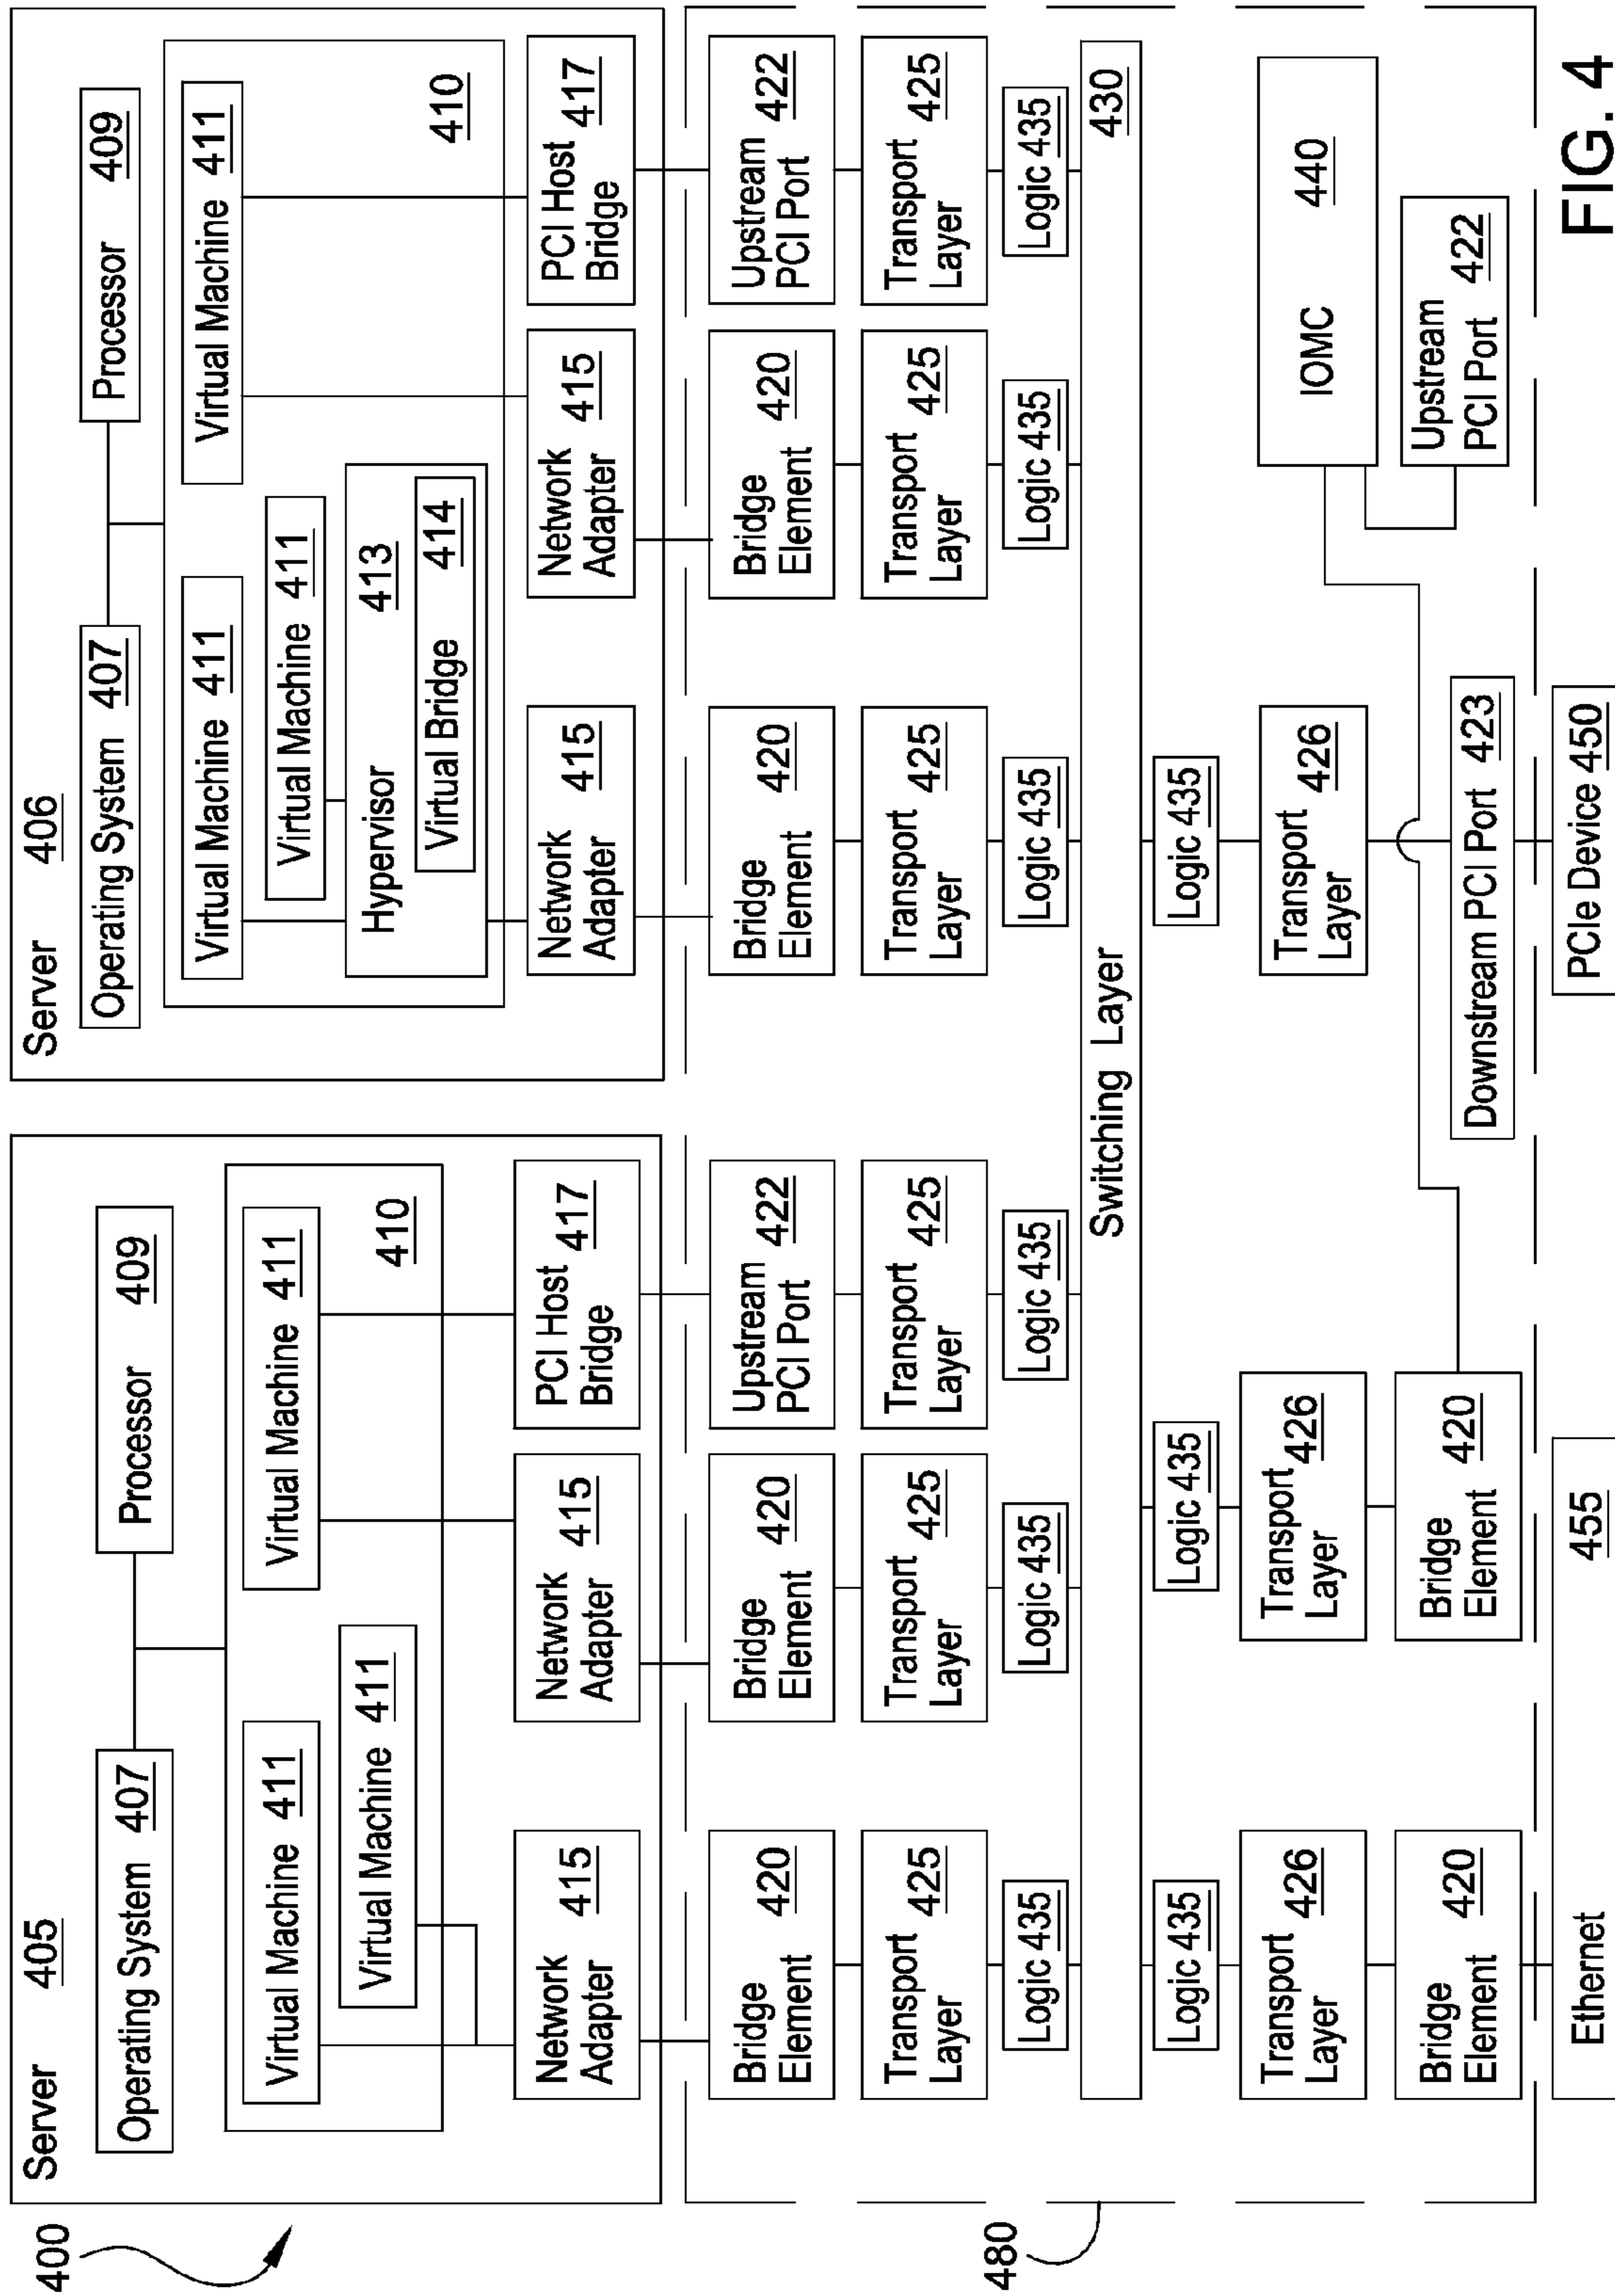 400
Server 405
Operating System 407
Processor 409
Virtual Machine 411
Virtual Machine 411
Virtual Machine 411
410
Network
Adapter 415
Network
Adapter 415
PCI Host
Bridge 417
Server 406
Operating System 407
Processor 409
Virtual Machine 411
Virtual Machine 411
Virtual Machine 411
Hypervisor 413
Virtual Bridge 414
410
Network
Adapter 415
Network
Adapter 415
PCI Host
Bridge 417
480
Bridge
Element 420
Bridge
Element 420
Upstream
PCI Port 422
Bridge
Element 420
Bridge
Element 420
Upstream
PCI Port 422
Transport
Layer 425
Transport
Layer 425
Transport
Layer 425
Transport
Layer 425
Transport
Layer 425
Transport
Layer 425
Logic 435
Logic 435
Logic 435
Logic 435
Logic 435
Logic 435
Switching Layer 430
Logic 435
Logic 435
Logic 435
Transport
Layer 426
Transport
Layer 426
Transport
Layer 426
IOMC 440
Bridge
Element 420
Bridge
Element 420
Downstream PCI Port 423
Upstream
PCI Port 422
Ethernet 455
PCIe Device 450
FIG. 4